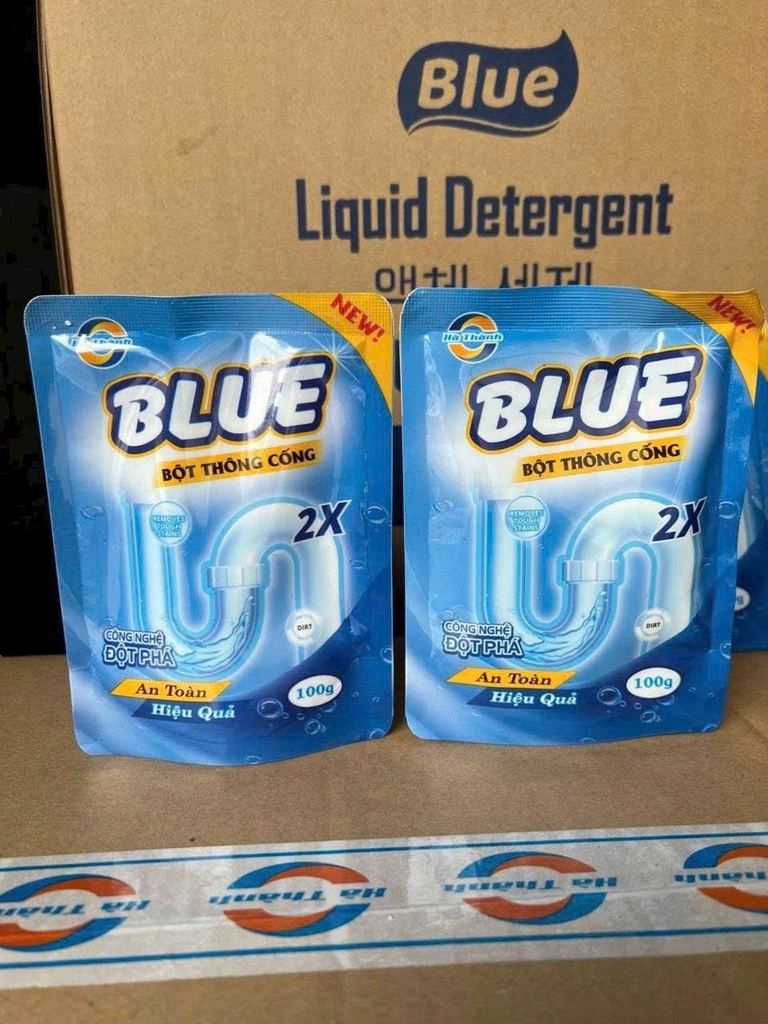 Blue
Liquid Detergent
액체 세제
NEW!
Hà Thành
BLUE
BỘT THÔNG CỐNG
REMOVES
TOUGH
STAINS
2X
DIRT
CÔNG NGHỆ
ĐỘT PHÁ
An Toàn
Hiệu Quả
100g
NEW!
Hà Thành
BLUE
BỘT THÔNG CỐNG
REMOVES
TOUGH
STAINS
2X
DIRT
CÔNG NGHỆ
ĐỘT PHÁ
An Toàn
Hiệu Quả
100g
Hà Thành
Hà Thành
Hà Thành
Hà Thành